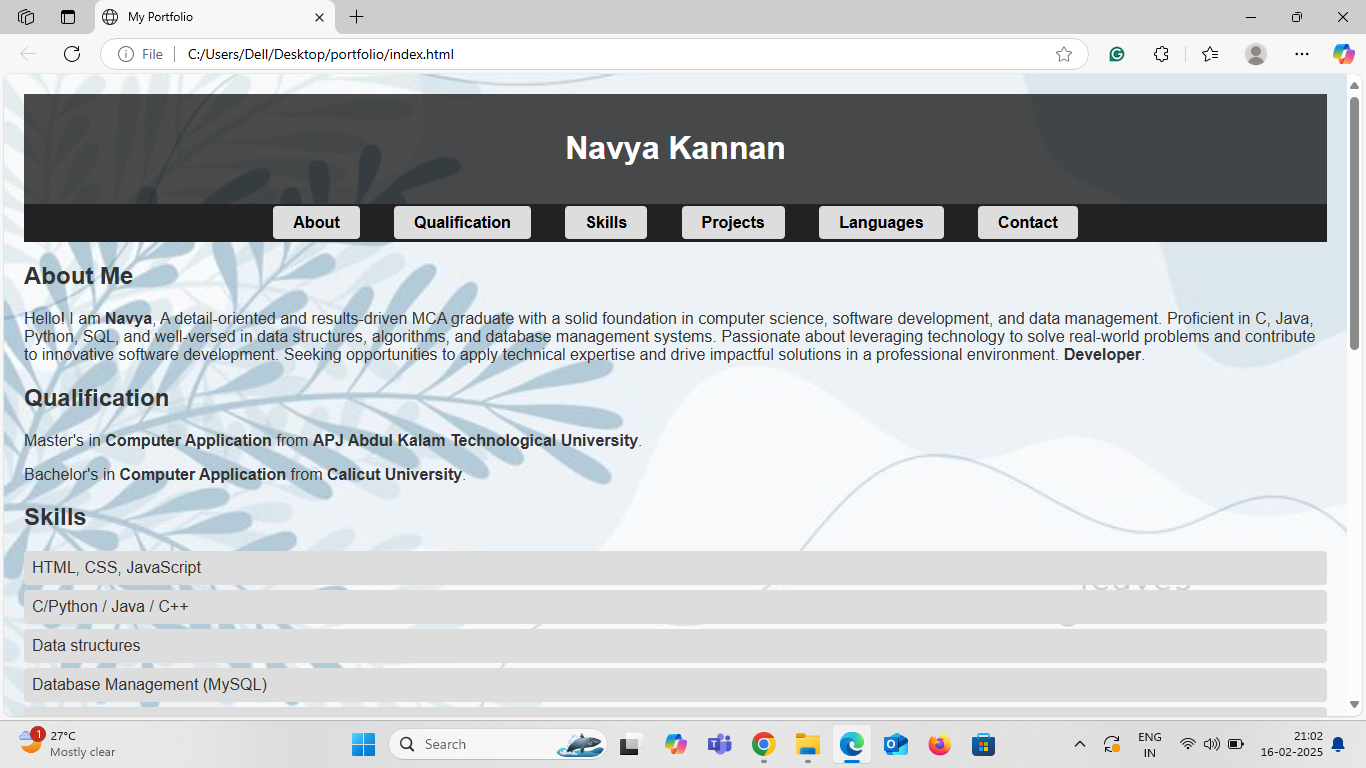 My Portfolio
File
C:/Users/Dell/Desktop/portfolio/index.html
Navya Kannan
About Qualification Skills Projects Languages Contact
About Me
Hello! I am Navya, A detail-oriented and results-driven MCA graduate with a solid foundation in computer science, software development, and data management. Proficient in C, Java,
Python, SQL, and well-versed in data structures, algorithms, and database management systems. Passionate about leveraging technology to solve real-world problems and contribute
to innovative software development. Seeking opportunities to apply technical expertise and drive impactful solutions in a professional environment. Developer.
Qualification
Master's in Computer Application from APJ Abdul Kalam Technological University.
Bachelor's in Computer Application from Calicut University.
Skills
HTML, CSS, JavaScript
leaves
C/Python / Java / C++
Data structures
Database Management (MySQL)
1
27°C
Mostly clear
Search
ENG
IN
21:02
16-02-2025